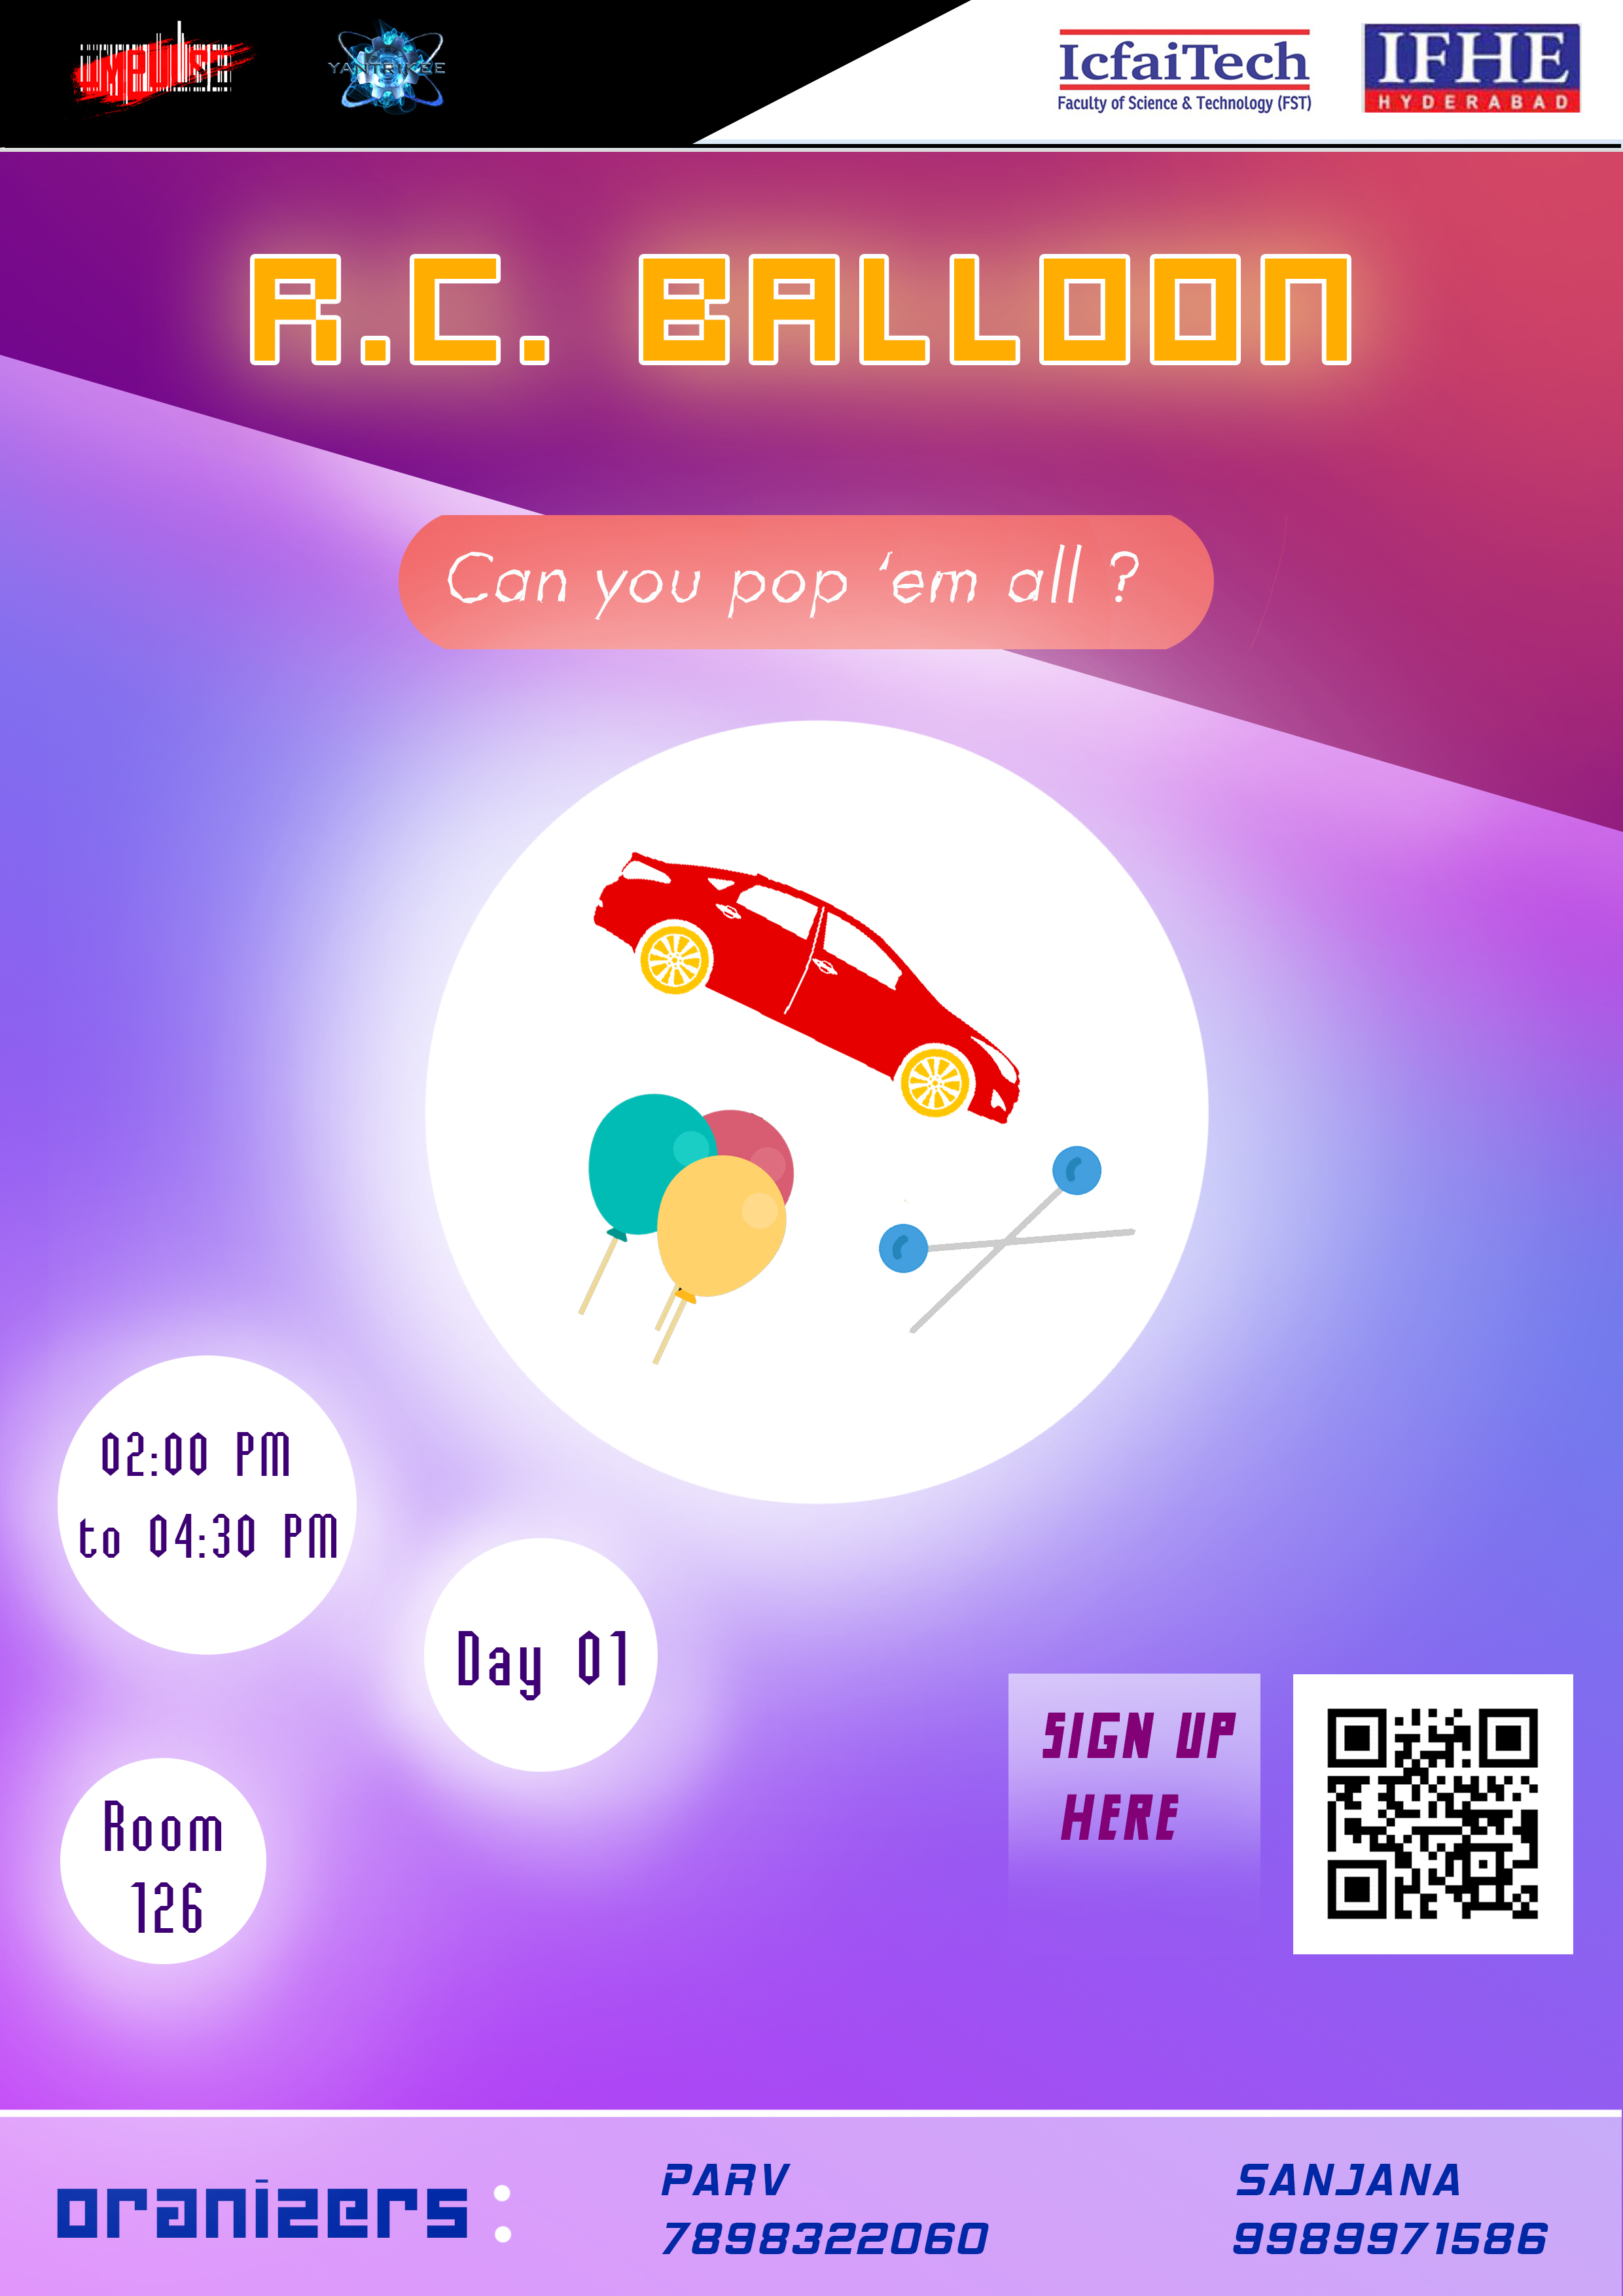 IMPULSE
YANTRIKEE
IcfaiTech
Faculty of Science & Technology (FST)
IFHE
HYDERABAD
R.C. BALLOON
Can you pop ‘em all ?
02:00 PM
to 04:30 PM
Day 01
Room
126
SIGN UP
HERE
oranizers :
PARV
7898322060
SANJANA
9989971586